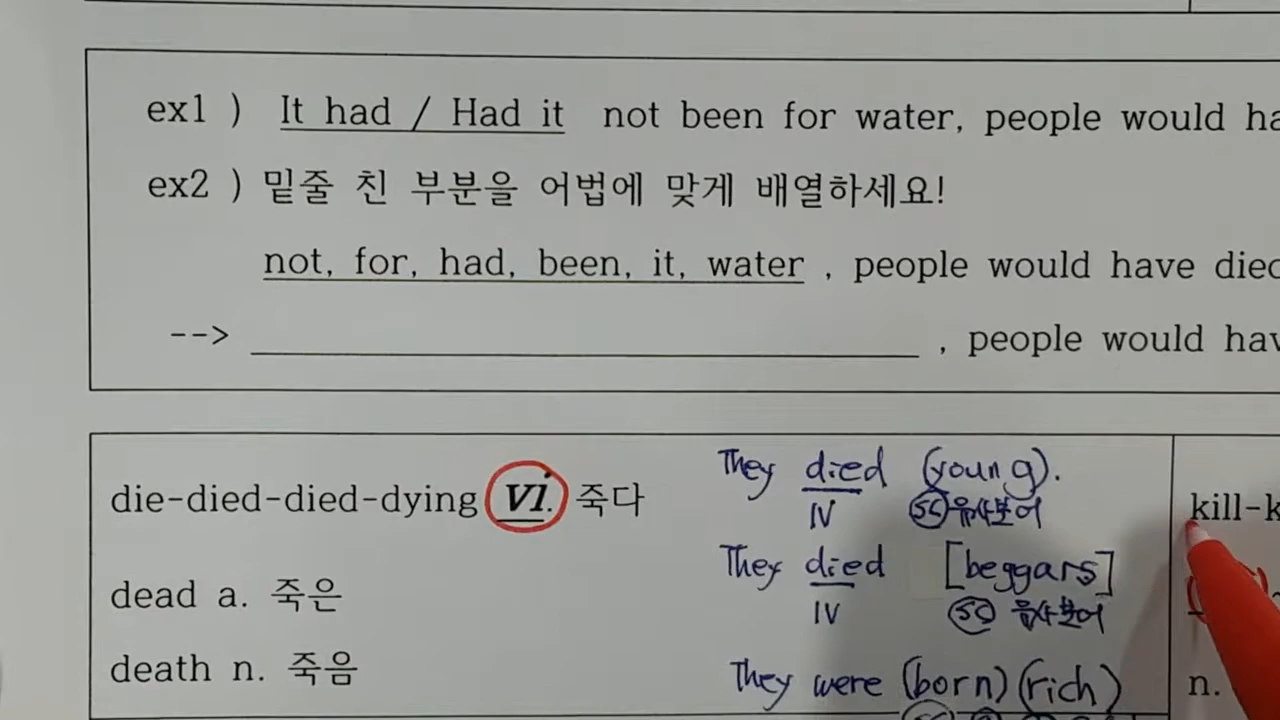 ex1 ) It had / Had it not been for water, people would ha
ex2 ) 밑줄 친 부분을 어법에 맞게 배열하세요!
not, for, had, been, it, water , people would have died
--> , people would hav
die-died-died-dying vi. 죽다
They died (young).
IV SC 유사보어
They died [beggars]
IV SC 유사보어
dead a. 죽은
death n. 죽음
They were (born) (rich)
kill-k
n.